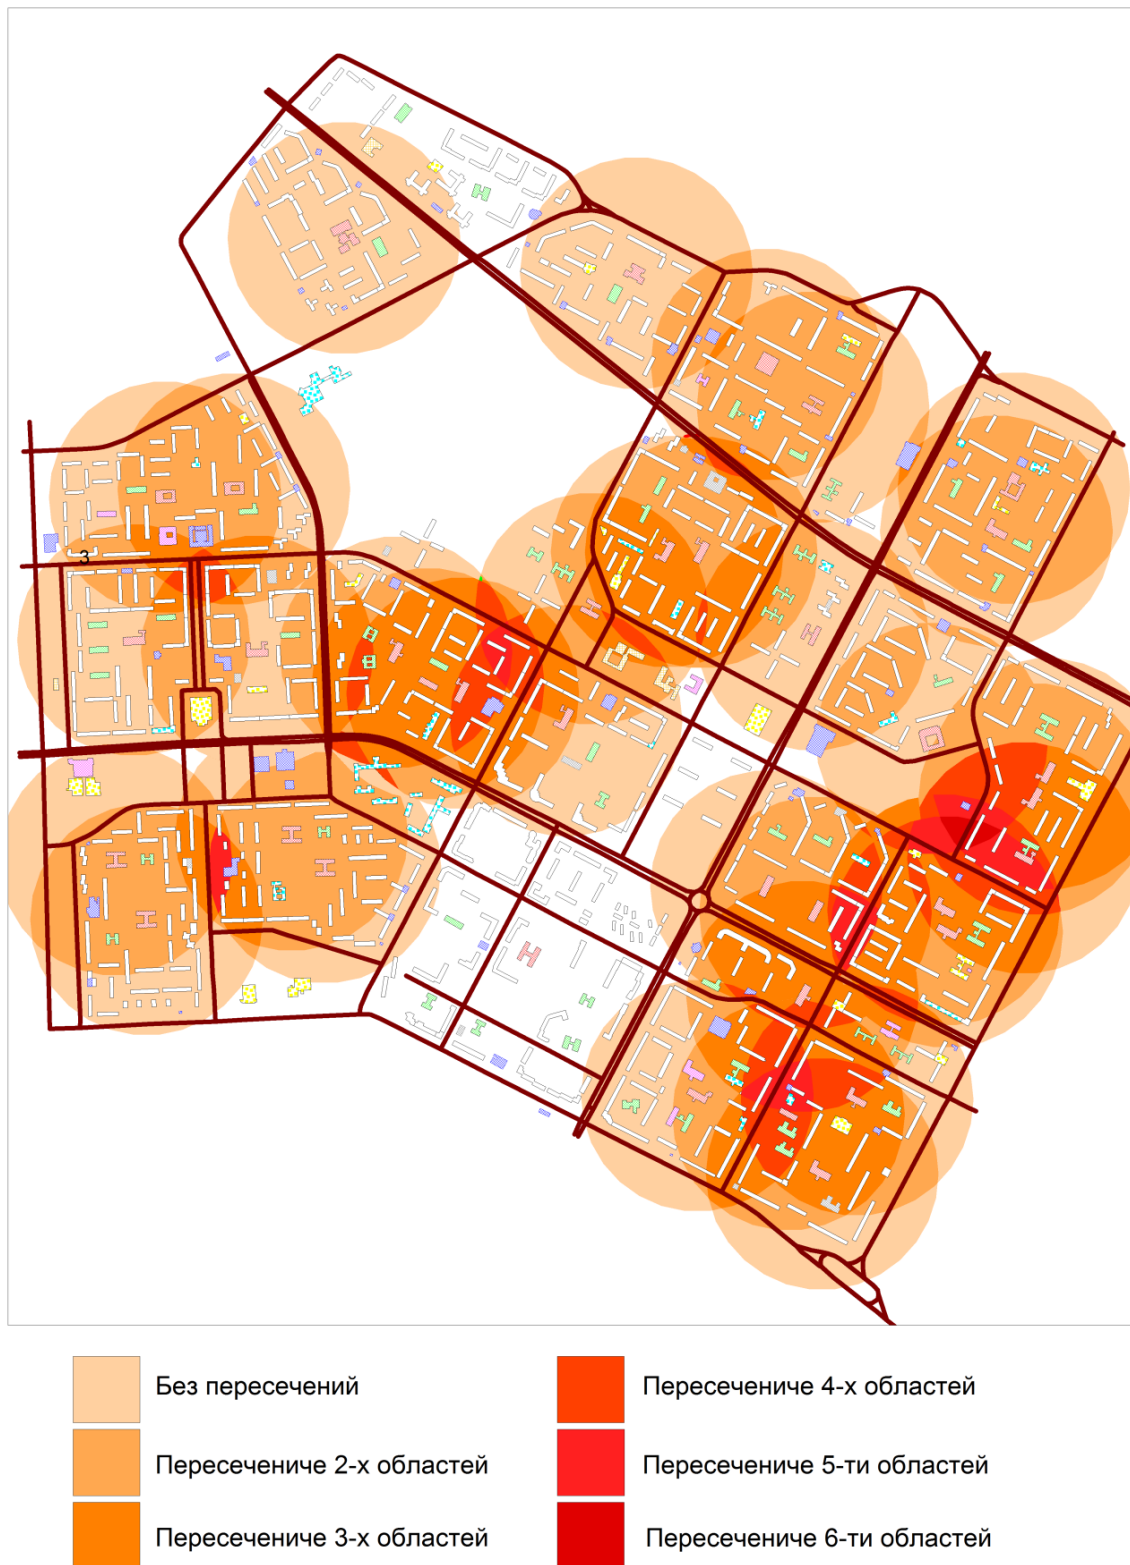 3
Без пересечений
Пересечениче 2-х областей
Пересечениче 3-х областей
Пересечениче 4-х областей
Пересечениче 5-ти областей
Пересечениче 6-ти областей